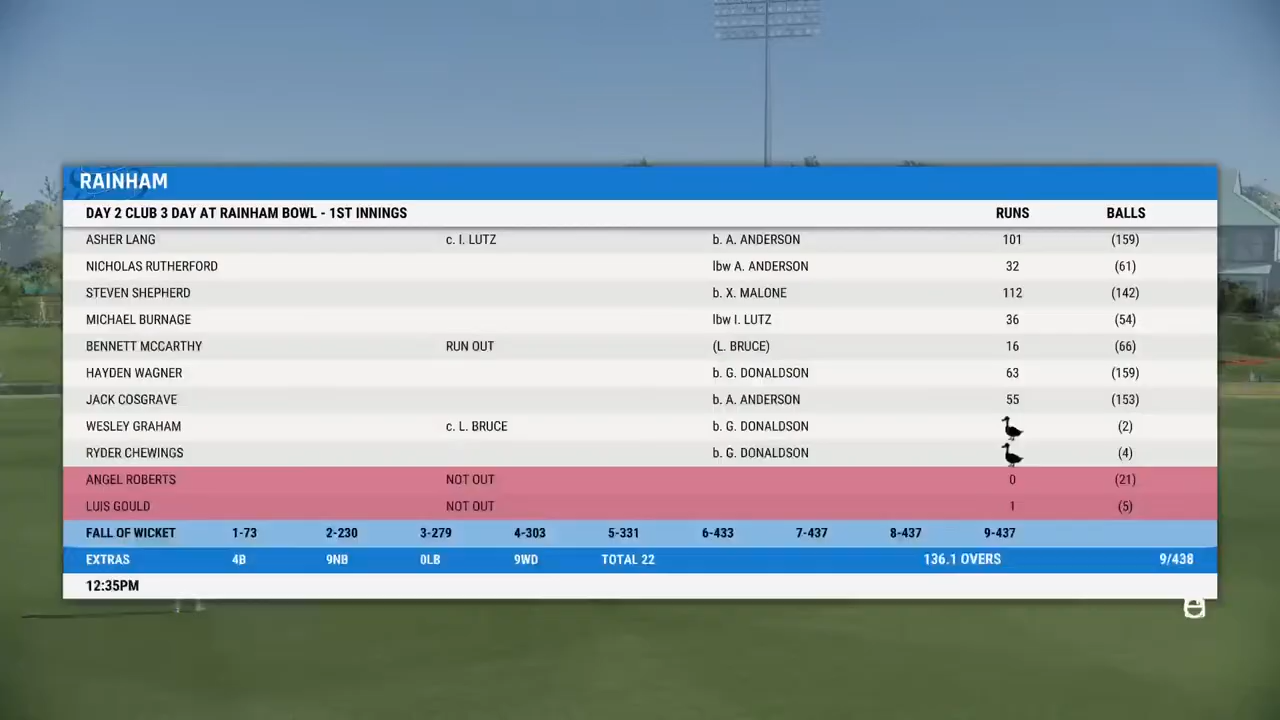 RAINHAM
DAY 2 CLUB 3 DAY AT RAINHAM BOWL - 1ST INNINGS RUNS BALLS
ASHER LANG c. I. LUTZ b. A. ANDERSON 101 (159)
NICHOLAS RUTHERFORD lbw A. ANDERSON 32 (61)
STEVEN SHEPHERD b. X. MALONE 112 (142)
MICHAEL BURNAGE lbw I. LUTZ 36 (54)
BENNETT MCCARTHY RUN OUT (L. BRUCE) 16 (66)
HAYDEN WAGNER b. G. DONALDSON 63 (159)
JACK COSGRAVE b. A. ANDERSON 55 (153)
WESLEY GRAHAM c. L. BRUCE b. G. DONALDSON (2)
RYDER CHEWINGS b. G. DONALDSON (4)
ANGEL ROBERTS NOT OUT 0 (21)
LUIS GOULD NOT OUT 1 (5)
FALL OF WICKET 1-73 2-230 3-279 4-303 5-331 6-433 7-437 8-437 9-437
EXTRAS 4B 9NB 0LB 9WD TOTAL 22 136.1 OVERS 9/438
12:35PM